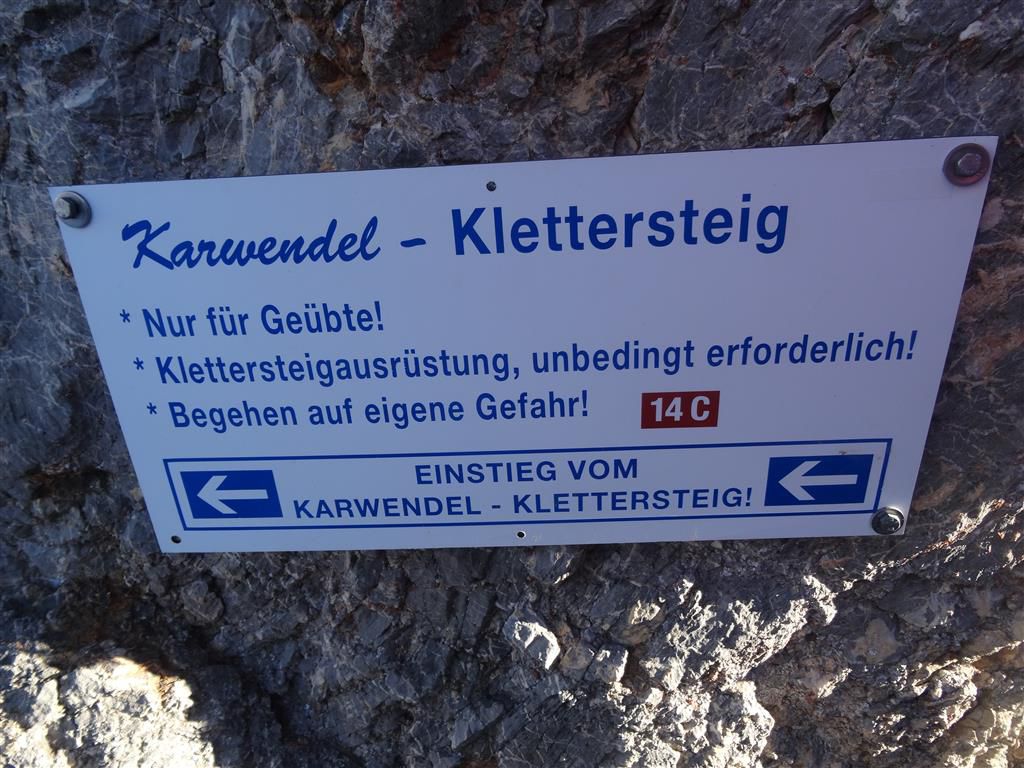 Karwendel - Klettersteig
* Nur für Geübte!
* Klettersteigausrüstung, unbedingt erforderlich!
* Begehen auf eigene Gefahr! 14 C
EINSTIEG VOM
KARWENDEL - KLETTERSTEIG!